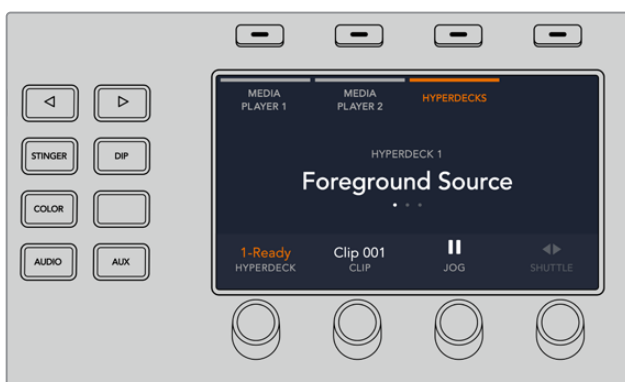 MEDIA
PLAYER 1
MEDIA
PLAYER 2
HYPERDECKS
STINGER
DIP
COLOR
AUDIO
AUX
HYPERDECK 1
Foreground Source
1-Ready
HYPERDECK
Clip 001
CLIP
JOG
SHUTTLE